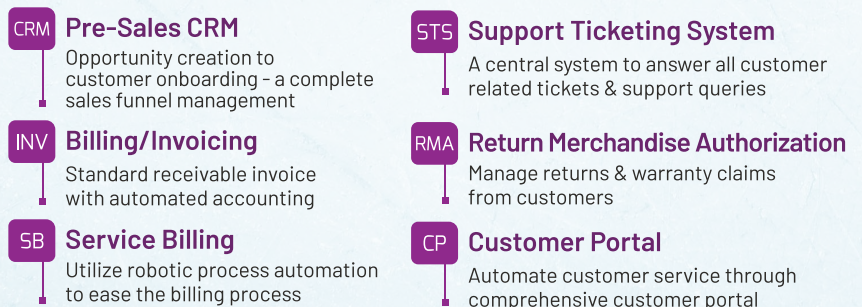 CRM Pre-Sales CRM
Opportunity creation to
customer onboarding - a complete
sales funnel management
INV Billing/Invoicing
Standard receivable invoice
with automated accounting
SB Service Billing
Utilize robotic process automation
to ease the billing process
STS Support Ticketing System
A central system to answer all customer
related tickets & support queries
RMA Return Merchandise Authorization
Manage returns & warranty claims
from customers
CP Customer Portal
Automate customer service through
comprehensive customer portal